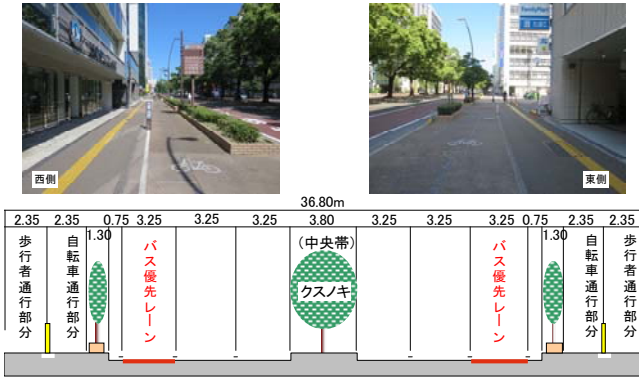 西側
東側
36.80m
2.35 2.35 1.30 0.75 3.25 3.25 3.25 3.80 3.25 3.25 3.25 0.75 1.30 2.35 2.35
歩行者通行部分
自転車通行部分
バス優先レーン
(中央帯)
クスノキ
バス優先レーン
自転車通行部分
歩行者通行部分